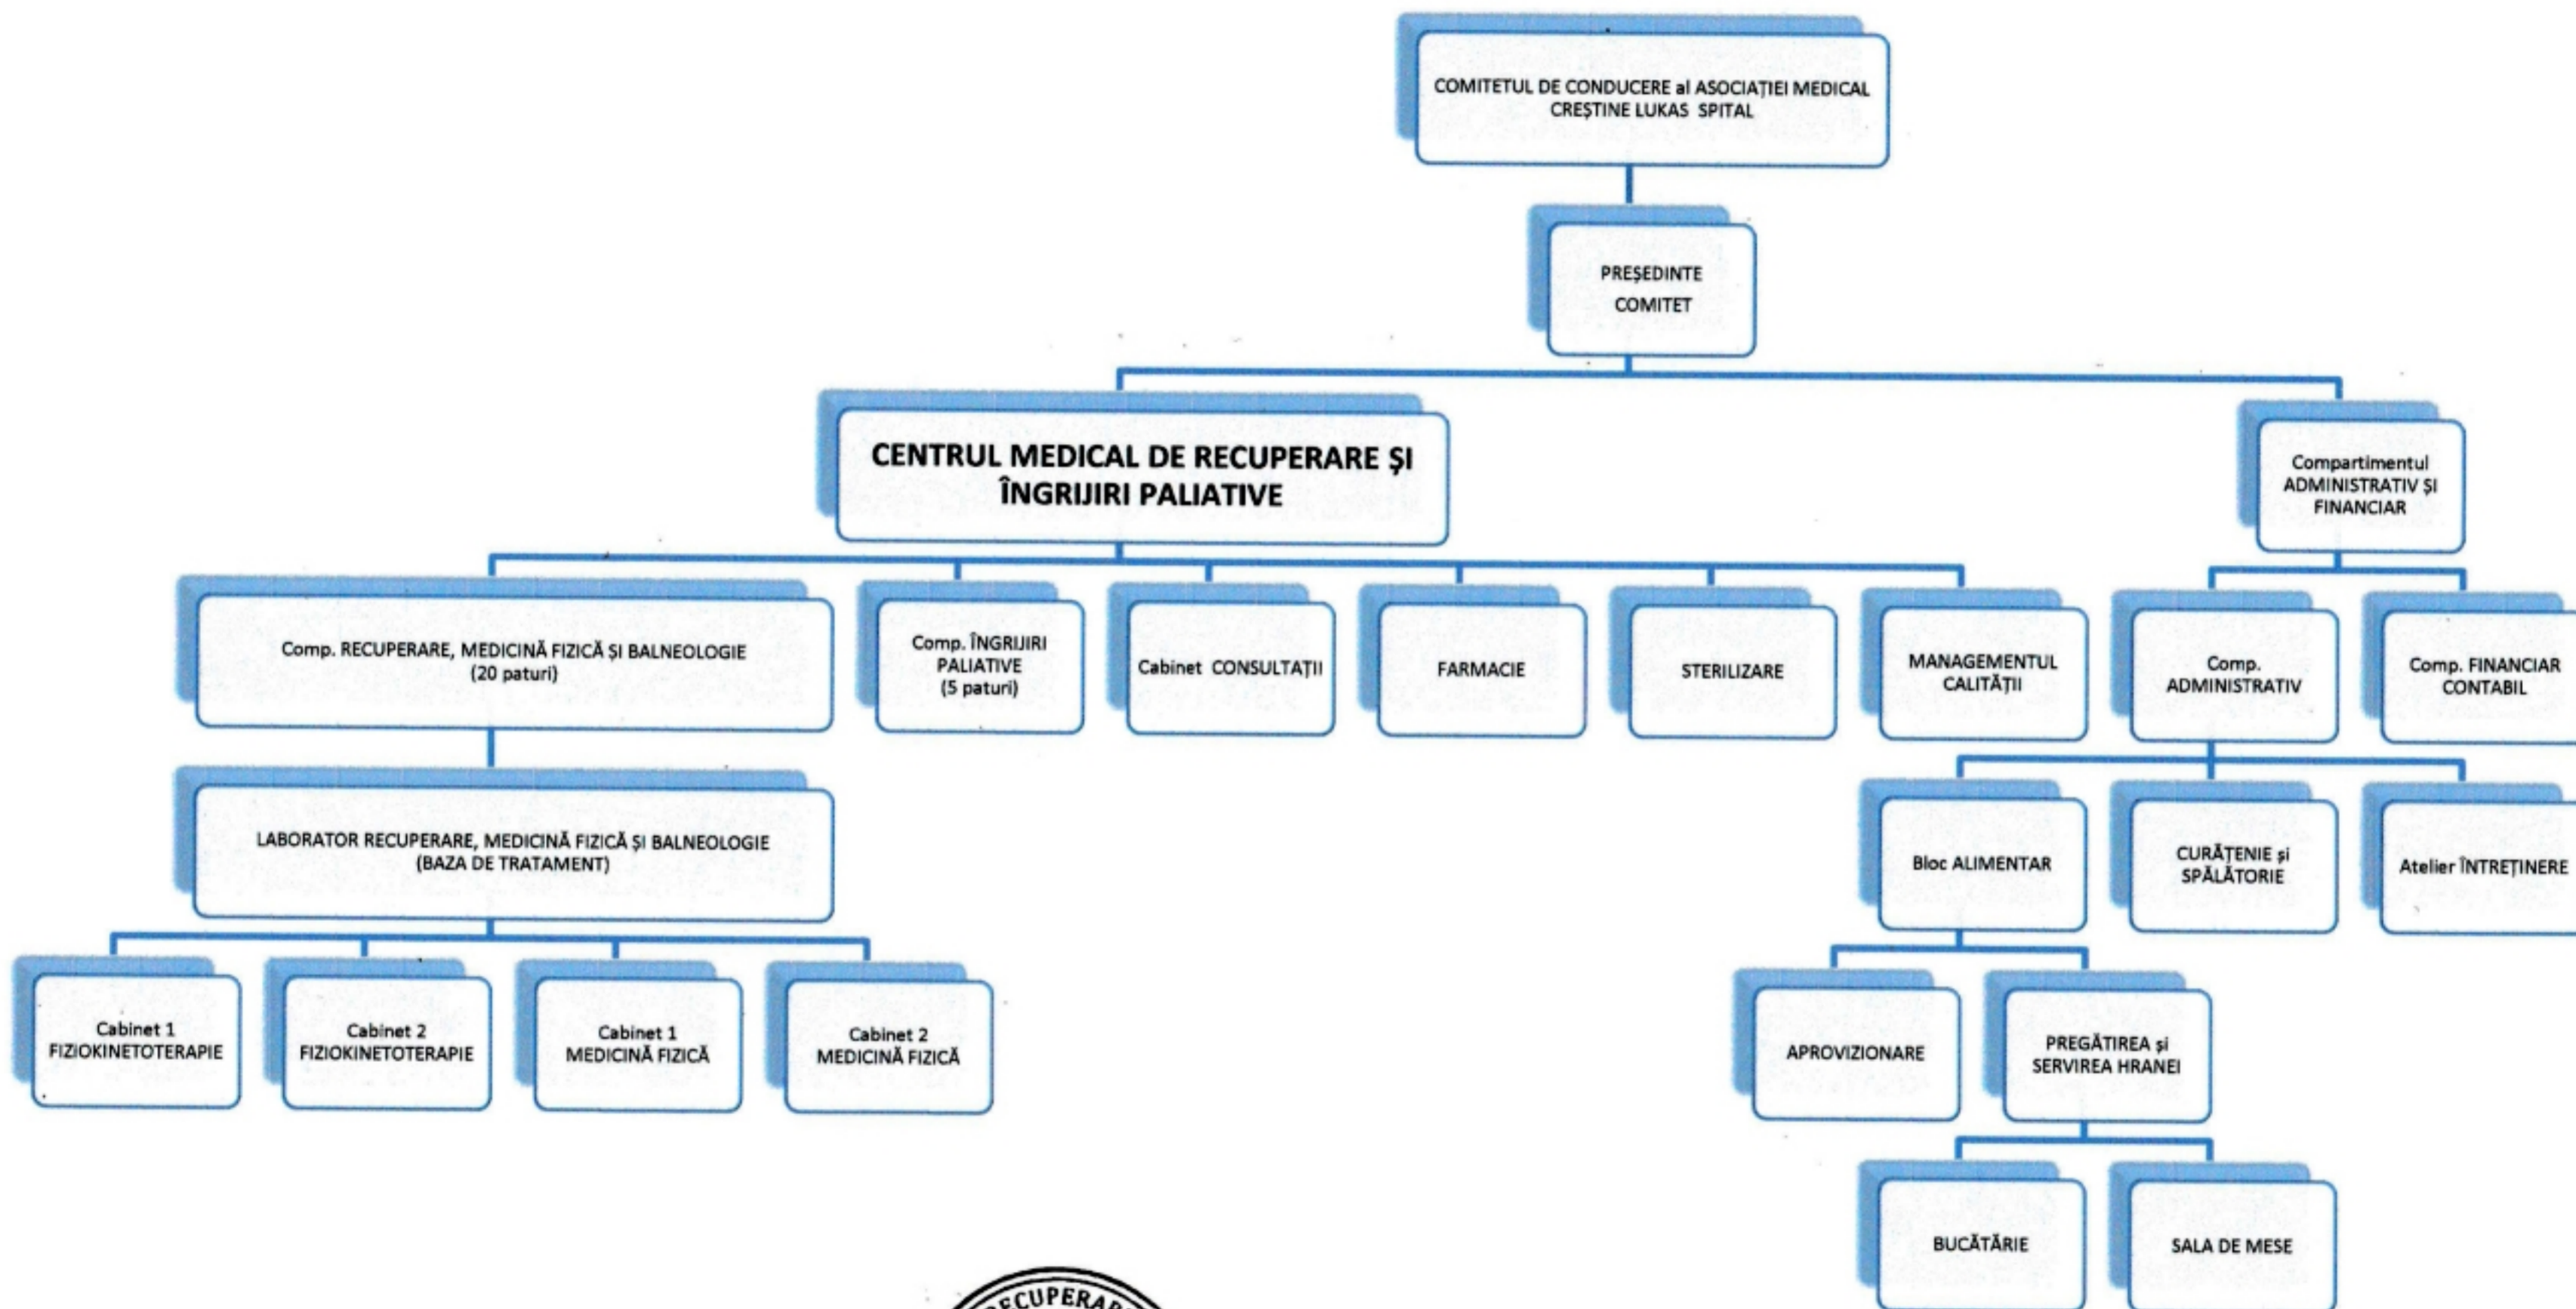 COMITETUL DE CONDUCERE al ASOCIAȚIEI MEDICAL
CREȘTINE LUKAS SPITAL
PREȘEDINTE
COMITET
CENTRUL MEDICAL DE RECUPERARE ȘI
ÎNGRIJIRI PALIATIVE
Compartimentul
ADMINISTRATIV ȘI
FINANCIAR
Comp. RECUPERARE, MEDICINĂ FIZICĂ ȘI BALNEOLOGIE
(20 paturi)
Comp. ÎNGRIJIRI
PALIATIVE
(5 paturi)
Cabinet CONSULTAȚII
FARMACIE
STERILIZARE
MANAGEMENTUL
CALITĂȚII
Comp.
ADMINISTRATIV
Comp. FINANCIAR
CONTABIL
LABORATOR RECUPERARE, MEDICINĂ FIZICĂ ȘI BALNEOLOGIE
(BAZA DE TRATAMENT)
Bloc ALIMENTAR
CURĂȚENIE și
SPĂLĂTORIE
Atelier ÎNTREȚINERE
Cabinet 1
FIZIOKINETOTERAPIE
Cabinet 2
FIZIOKINETOTERAPIE
Cabinet 1
MEDICINĂ FIZICĂ
Cabinet 2
MEDICINĂ FIZICĂ
APROVIZIONARE
PREGĂTIREA și
SERVIREA HRANEI
BUCĂTĂRIE
SALA DE MESE